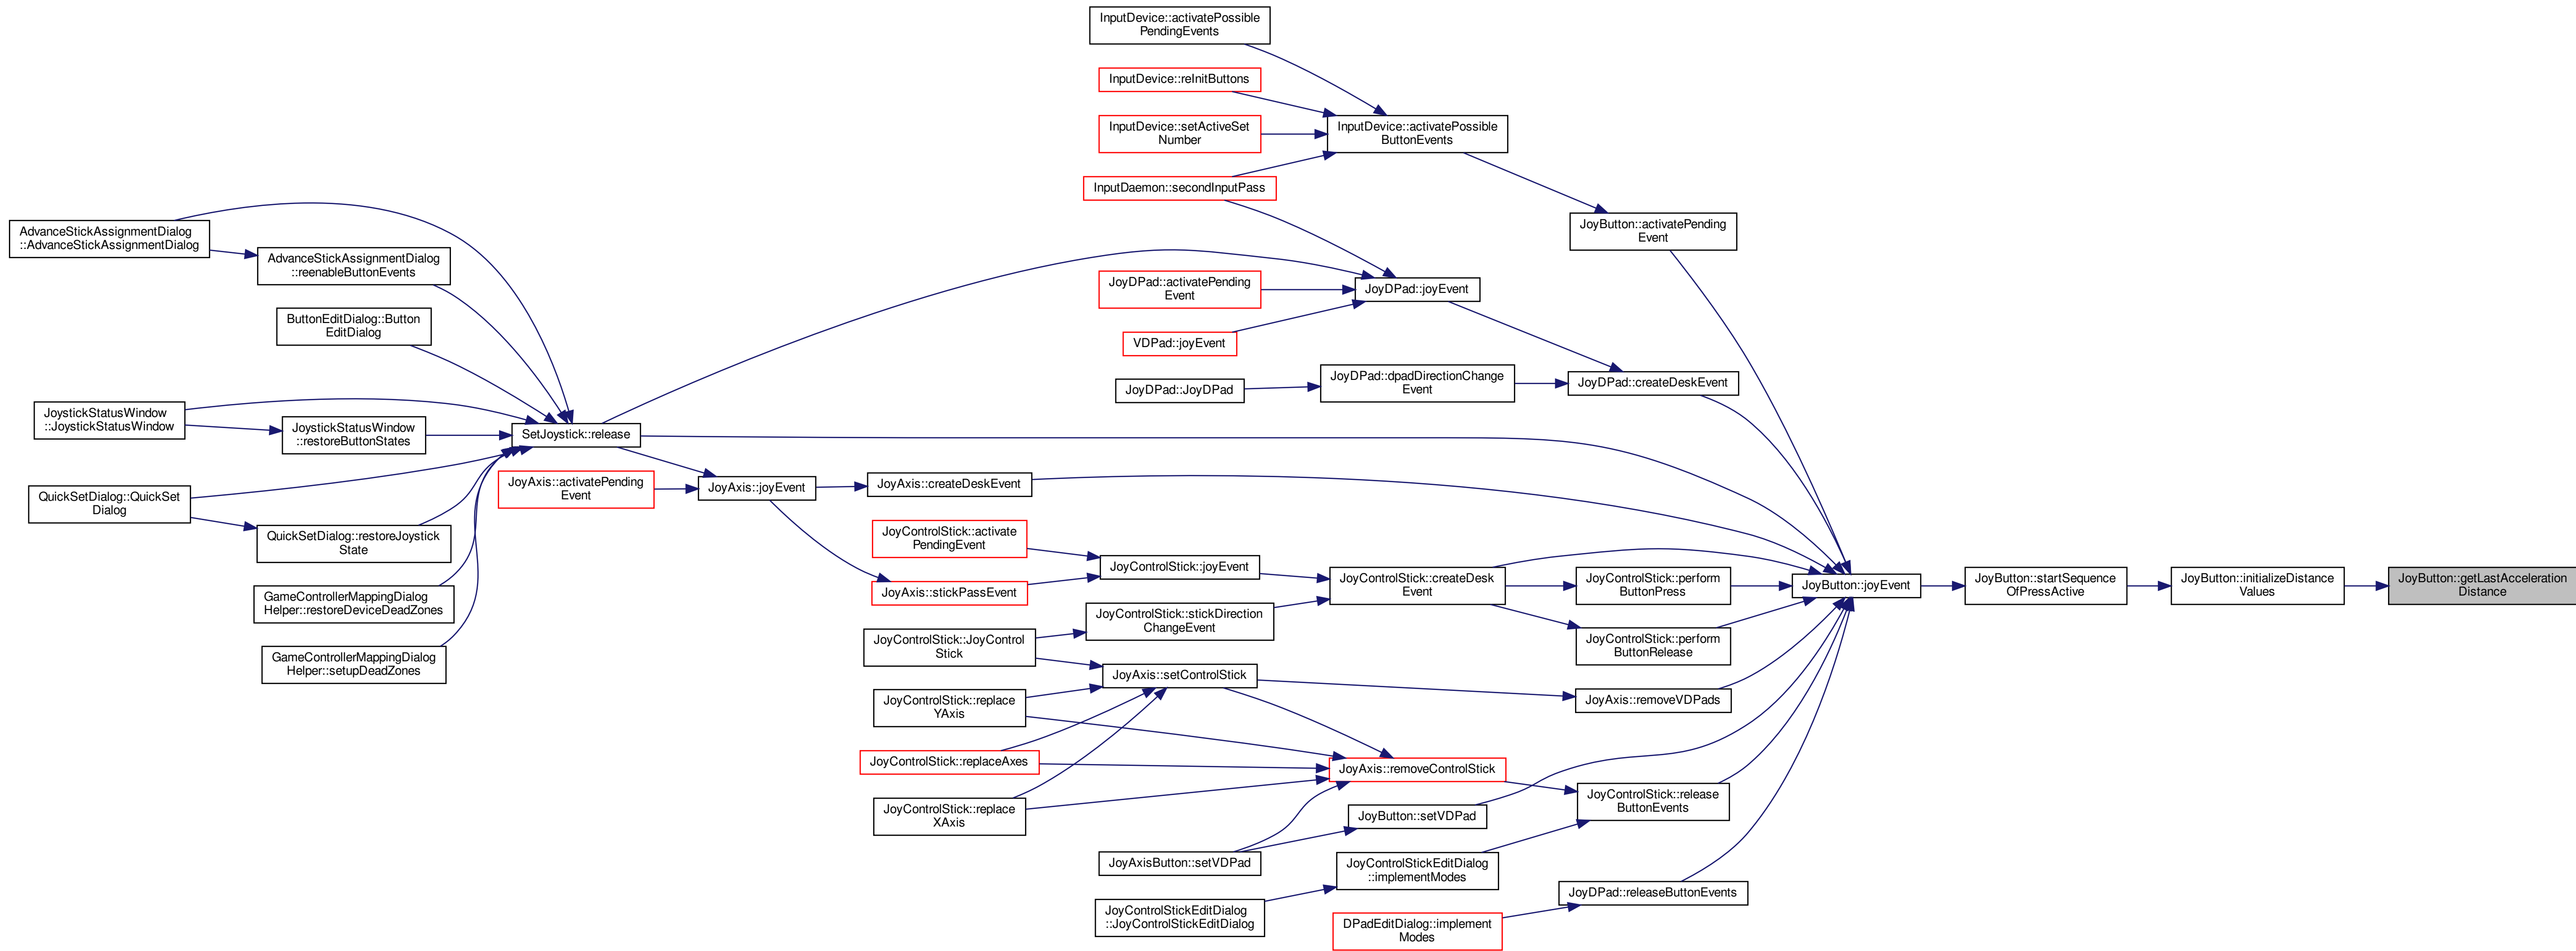 InputDevice::activatePossible
PendingEvents
InputDevice::reInitButtons
InputDevice::setActiveSet
Number
InputDevice::activatePossible
ButtonEvents
InputDaemon::secondInputPass
AdvanceStickAssignmentDialog
::AdvanceStickAssignmentDialog
AdvanceStickAssignmentDialog
::reenableButtonEvents
JoyButton::activatePending
Event
JoyDPad::activatePending
Event
JoyDPad::joyEvent
ButtonEditDialog::Button
EditDialog
VDPad::joyEvent
JoyDPad::JoyDPad
JoyDPad::dpadDirectionChange
Event
JoyDPad::createDeskEvent
JoystickStatusWindow
::JoystickStatusWindow
JoystickStatusWindow
::restoreButtonStates
SetJoystick::release
QuickSetDialog::QuickSet
Dialog
JoyAxis::activatePending
Event
JoyAxis::joyEvent
JoyAxis::createDeskEvent
QuickSetDialog::restoreJoystick
State
JoyControlStick::activate
PendingEvent
JoyControlStick::joyEvent
JoyAxis::stickPassEvent
JoyControlStick::createDesk
Event
JoyControlStick::perform
ButtonPress
JoyButton::joyEvent
JoyButton::startSequence
OfPressActive
JoyButton::initializeDistance
Values
JoyButton::getLastAcceleration
Distance
GameControllerMappingDialog
Helper::restoreDeviceDeadZones
JoyControlStick::stickDirection
ChangeEvent
JoyControlStick::perform
ButtonRelease
GameControllerMappingDialog
Helper::setupDeadZones
JoyControlStick::JoyControl
Stick
JoyAxis::setControlStick
JoyControlStick::replace
YAxis
JoyAxis::removeVDPads
JoyControlStick::replaceAxes
JoyAxis::removeControlStick
JoyControlStick::replace
XAxis
JoyButton::setVDPad
JoyControlStick::release
ButtonEvents
JoyAxisButton::setVDPad
JoyControlStickEditDialog
::implementModes
JoyDPad::releaseButtonEvents
JoyControlStickEditDialog
::JoyControlStickEditDialog
DPadEditDialog::implement
Modes